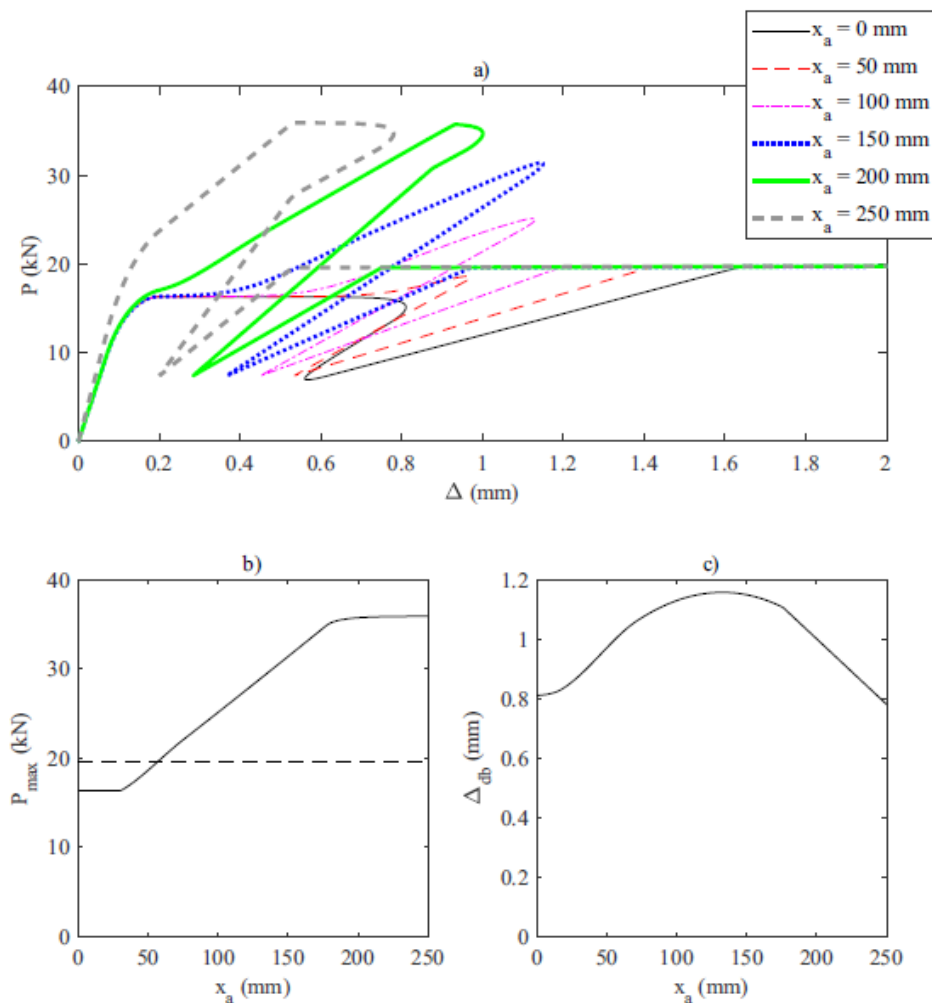 x_a = 0 mm
x_a = 50 mm
x_a = 100 mm
x_a = 150 mm
x_a = 200 mm
x_a = 250 mm
a)
40
30
20
10
0
P (kN)
0 0.2 0.4 0.6 0.8 1 1.2 1.4 1.6 1.8 2
Δ (mm)
b)
40
30
20
10
0
P_max (kN)
0 50 100 150 200 250
x_a (mm)
c)
1.2
1
0.8
0.6
0.4
0.2
0
Δ_db (mm)
0 50 100 150 200 250
x_a (mm)